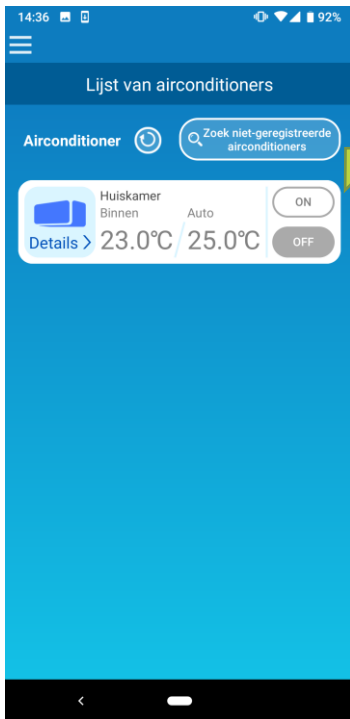 14:36 92%
Lijst van airconditioners
Airconditioner
Zoek niet-geregistreerde
airconditioners
Huiskamer
Binnen Auto
ON
Details > 23.0°C 25.0°C
OFF